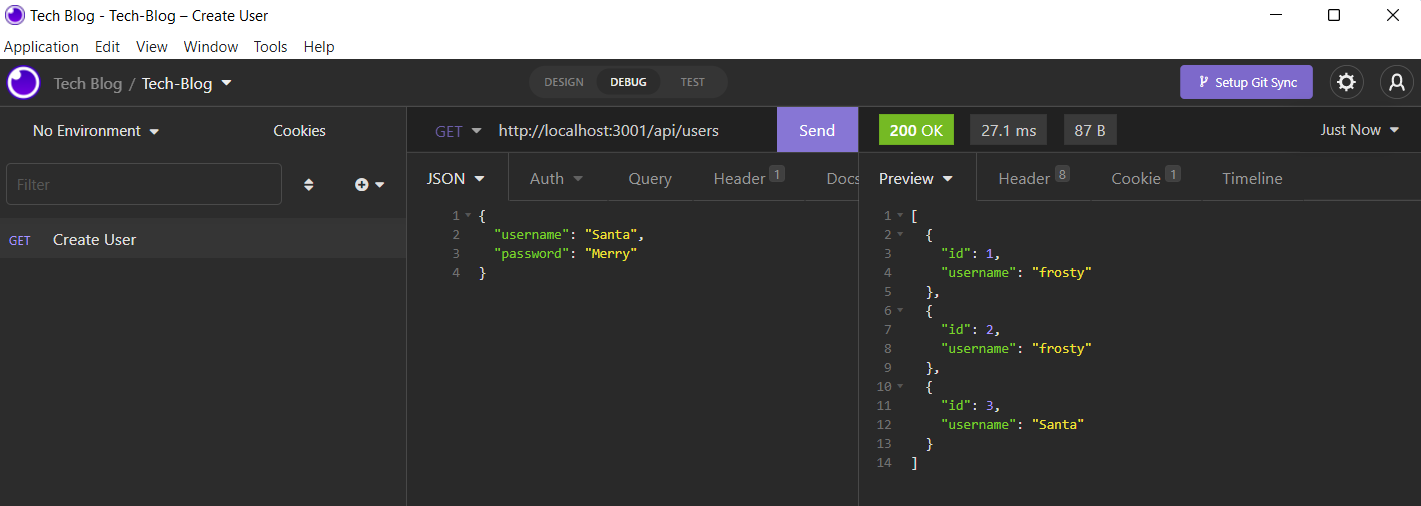 Tech Blog - Tech-Blog – Create User
Application Edit View Window Tools Help
Tech Blog / Tech-Blog
DESIGN DEBUG TEST
Setup Git Sync
No Environment Cookies
Filter
GET Create User
GET http://localhost:3001/api/users Send
JSON Auth Query Header 1 Docs
1 {
2 "username": "Santa",
3 "password": "Merry"
4 }
200 OK 27.1 ms 87 B Just Now
Preview Header 8 Cookie 1 Timeline
1 [
2 {
3 "id": 1,
4 "username": "frosty"
5 },
6 {
7 "id": 2,
8 "username": "frosty"
9 },
10 {
11 "id": 3,
12 "username": "Santa"
13 }
14 ]